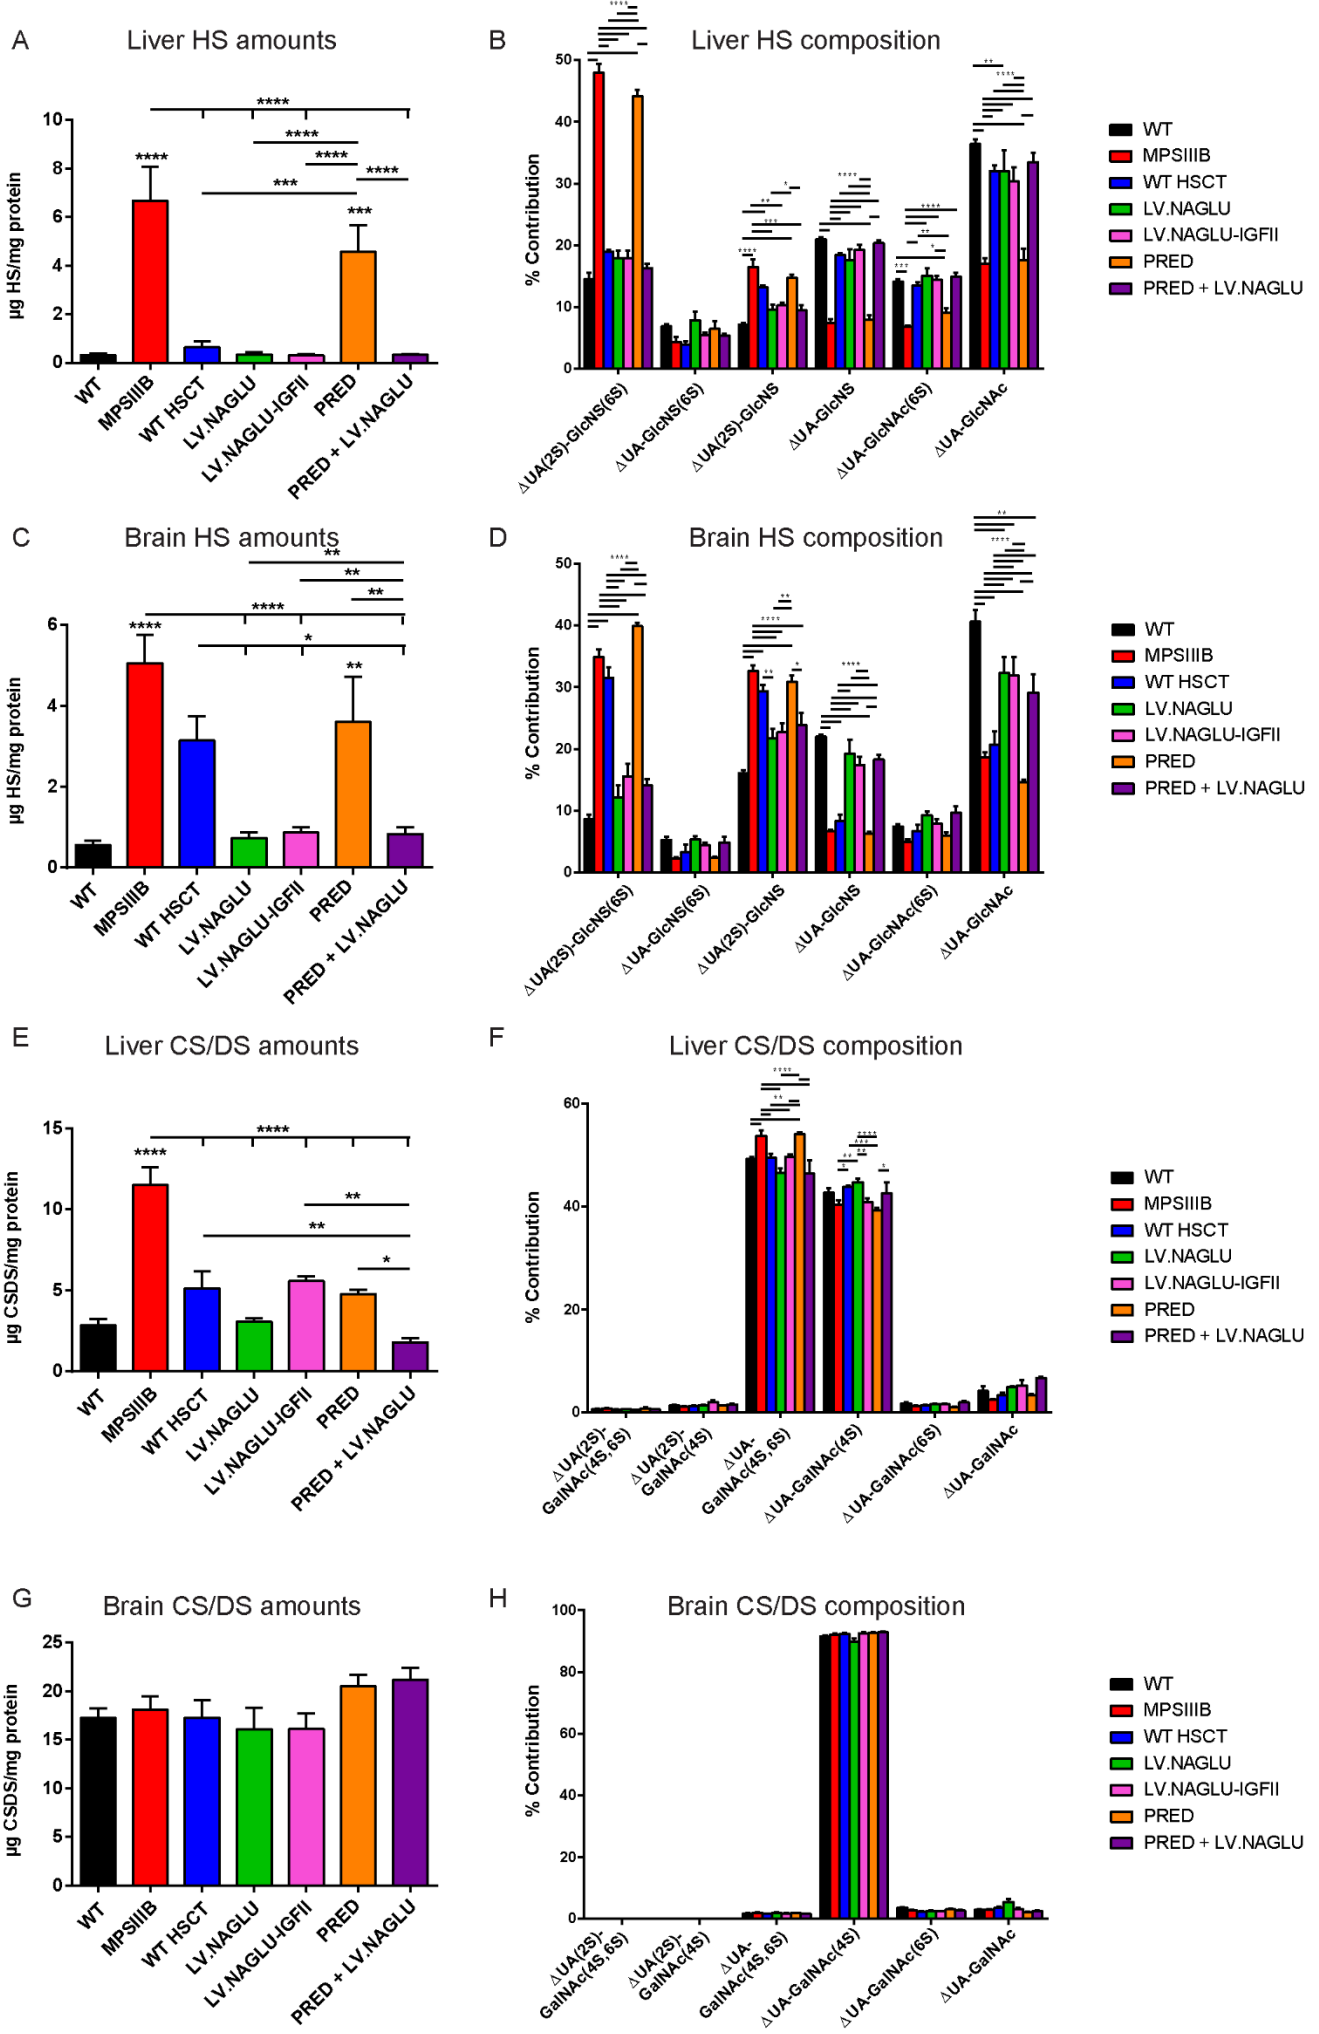 A
Liver HS amounts
µg HS/mg protein
10
8
6
4
2
0
****
****
****
****
****
***
***
WT
MPSIIIB
WT HSCT
LV.NAGLU
LV.NAGLU-IGFII
PRED
PRED + LV.NAGLU
B
Liver HS composition
% Contribution
50
40
30
20
10
0
****
****
*
**
***
****
****
**
*
***
**
****
ΔUA(2S)-GlcNS(6S)
ΔUA-GlcNS(6S)
ΔUA(2S)-GlcNS
ΔUA-GlcNS
ΔUA-GlcNAc(6S)
ΔUA-GlcNAc
WT
MPSIIIB
WT HSCT
LV.NAGLU
LV.NAGLU-IGFII
PRED
PRED + LV.NAGLU
C
Brain HS amounts
µg HS/mg protein
6
4
2
0
**
**
**
****
****
*
**
WT
MPSIIIB
WT HSCT
LV.NAGLU
LV.NAGLU-IGFII
PRED
PRED + LV.NAGLU
D
Brain HS composition
% Contribution
50
40
30
20
10
0
****
**
****
**
*
****
**
****
ΔUA(2S)-GlcNS(6S)
ΔUA-GlcNS(6S)
ΔUA(2S)-GlcNS
ΔUA-GlcNS
ΔUA-GlcNAc(6S)
ΔUA-GlcNAc
WT
MPSIIIB
WT HSCT
LV.NAGLU
LV.NAGLU-IGFII
PRED
PRED + LV.NAGLU
E
Liver CS/DS amounts
µg CSDS/mg protein
15
10
5
0
****
****
**
**
*
WT
MPSIIIB
WT HSCT
LV.NAGLU
LV.NAGLU-IGFII
PRED
PRED + LV.NAGLU
F
Liver CS/DS composition
% Contribution
60
40
20
0
****
**
****
***
**
**
*
*
ΔUA(2S)-
GalNAc(4S,6S)
ΔUA(2S)-
GalNAc(4S)
ΔUA-
GalNAc(4S,6S)
ΔUA-GalNAc(4S)
ΔUA-GalNAc(6S)
ΔUA-GalNAc
WT
MPSIIIB
WT HSCT
LV.NAGLU
LV.NAGLU-IGFII
PRED
PRED + LV.NAGLU
G
Brain CS/DS amounts
µg CSDS/mg protein
25
20
15
10
5
0
WT
MPSIIIB
WT HSCT
LV.NAGLU
LV.NAGLU-IGFII
PRED
PRED + LV.NAGLU
H
Brain CS/DS composition
% Contribution
100
80
60
40
20
0
ΔUA(2S)-
GalNAc(4S,6S)
ΔUA(2S)-
GalNAc(4S)
ΔUA-
GalNAc(4S,6S)
ΔUA-GalNAc(4S)
ΔUA-GalNAc(6S)
ΔUA-GalNAc
WT
MPSIIIB
WT HSCT
LV.NAGLU
LV.NAGLU-IGFII
PRED
PRED + LV.NAGLU